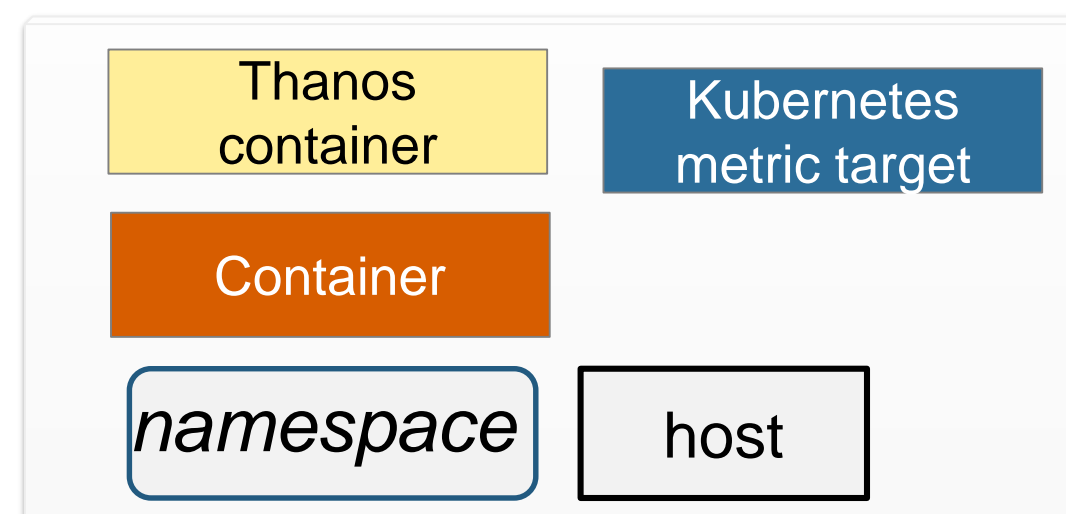 Thanos
container
Kubernetes
metric target
Container
namespace
host